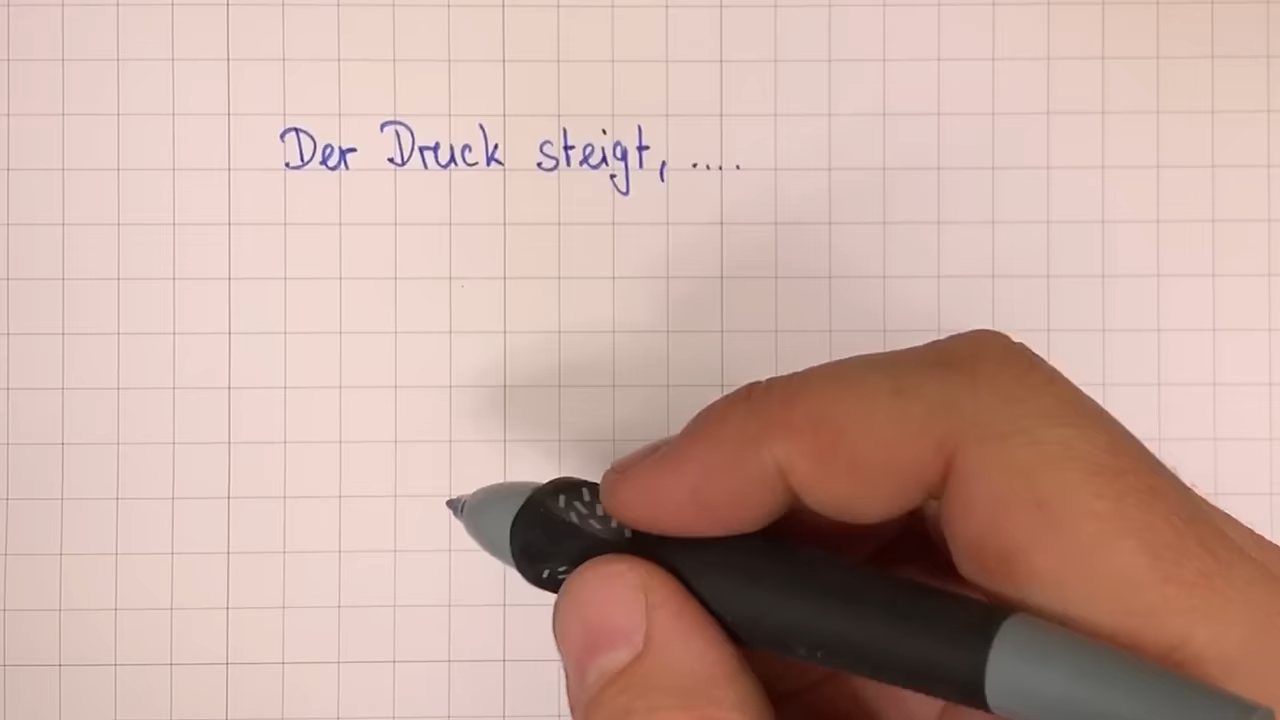 Der Druck steigt, ....